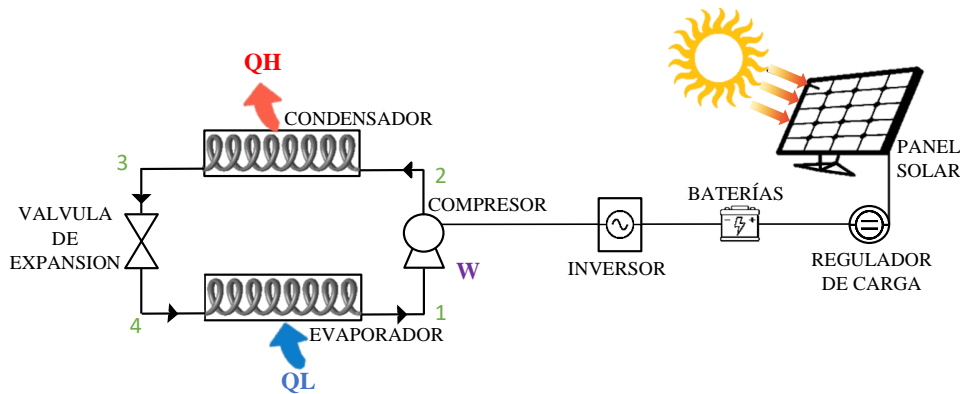 QH
CONDENSADOR
3
2
VALVULA
DE
EXPANSION
COMPRESOR
W
4
1
EVAPORADOR
QL
INVERSOR
BATERÍAS
PANEL
SOLAR
REGULADOR
DE CARGA